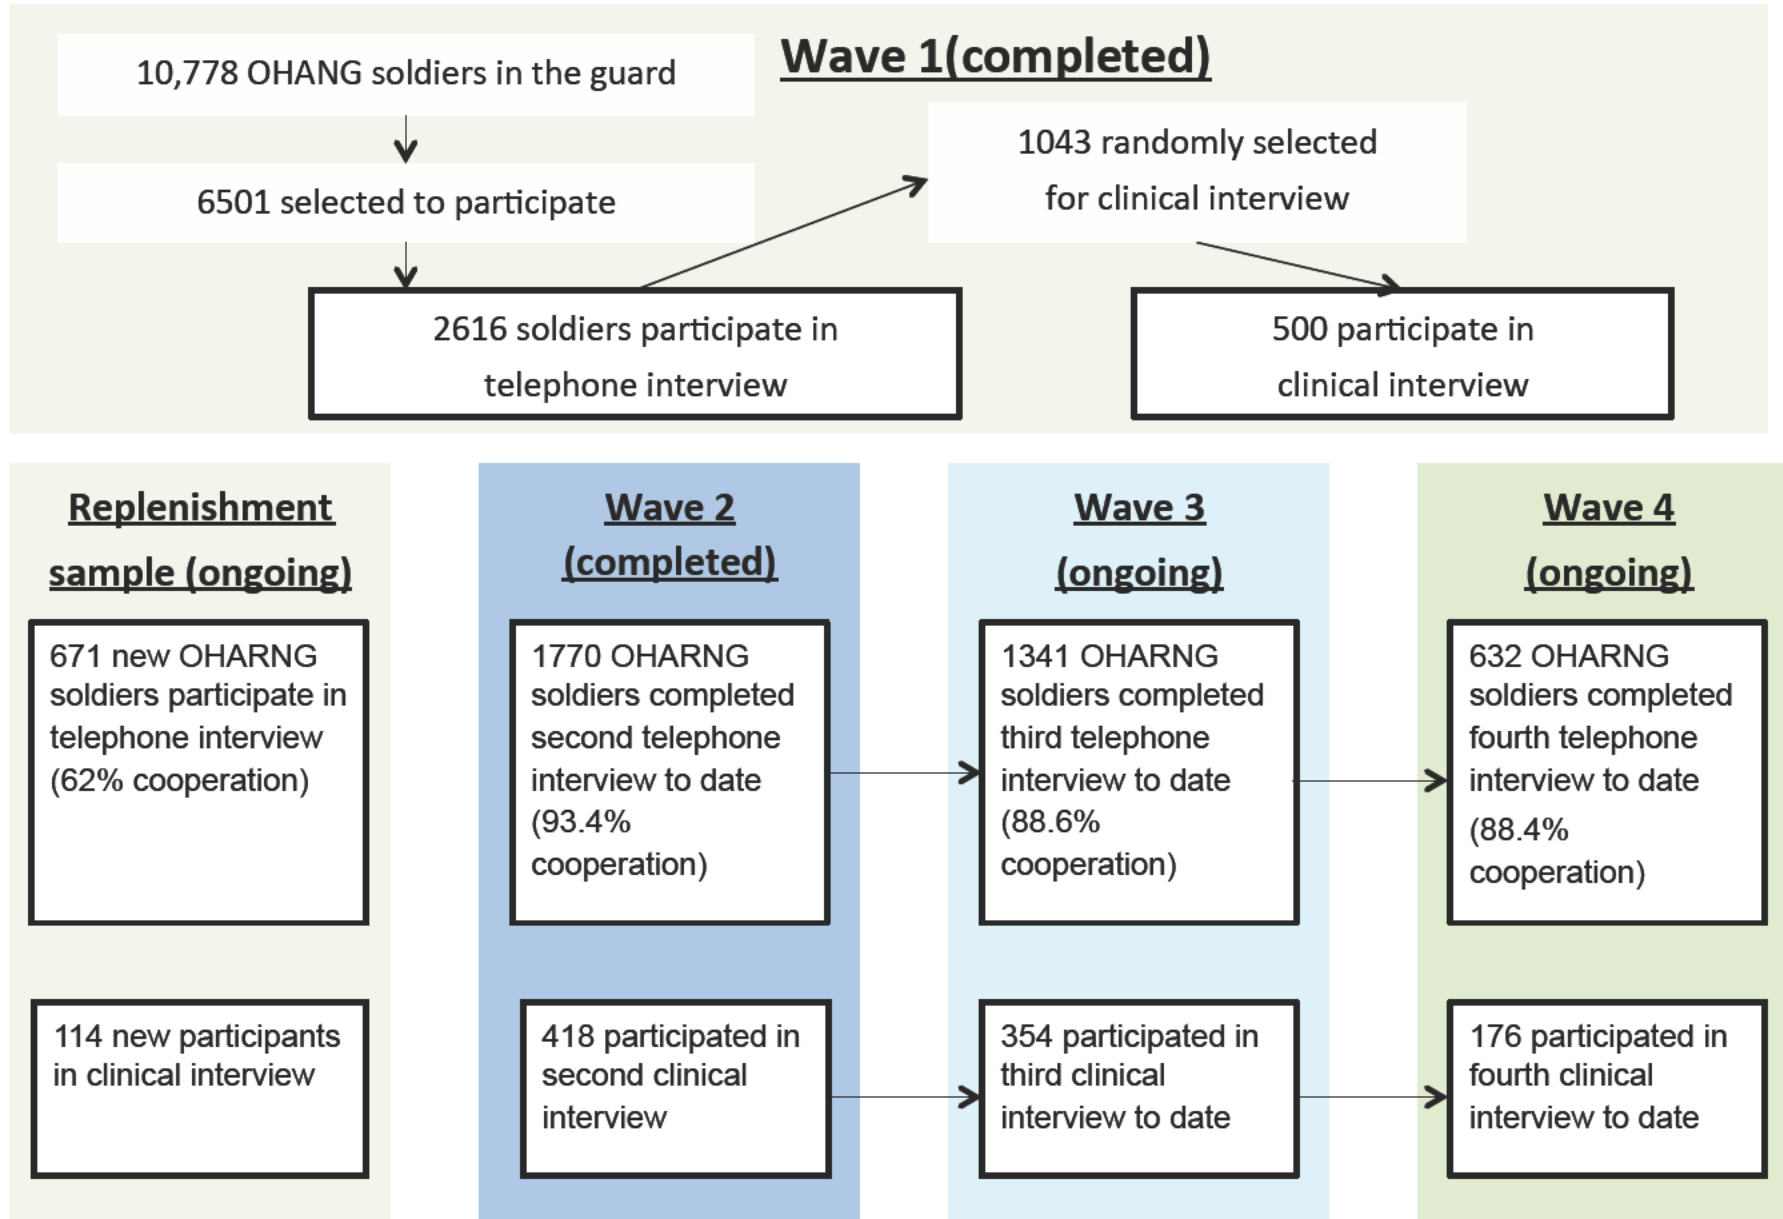 Wave 1(completed)
10,778 OHANG soldiers in the guard
6501 selected to participate
1043 randomly selected
for clinical interview
2616 soldiers participate in
telephone interview
500 participate in
clinical interview
Replenishment
sample (ongoing)
671 new OHARNG
soldiers participate in
telephone interview
(62% cooperation)
114 new participants
in clinical interview
Wave 2
(completed)
1770 OHARNG
soldiers completed
second telephone
interview to date
(93.4%
cooperation)
418 participated in
second clinical
interview
Wave 3
(ongoing)
1341 OHARNG
soldiers completed
third telephone
interview to date
(88.6%
cooperation)
354 participated in
third clinical
interview to date
Wave 4
(ongoing)
632 OHARNG
soldiers completed
fourth telephone
interview to date
(88.4%
cooperation)
176 participated in
fourth clinical
interview to date